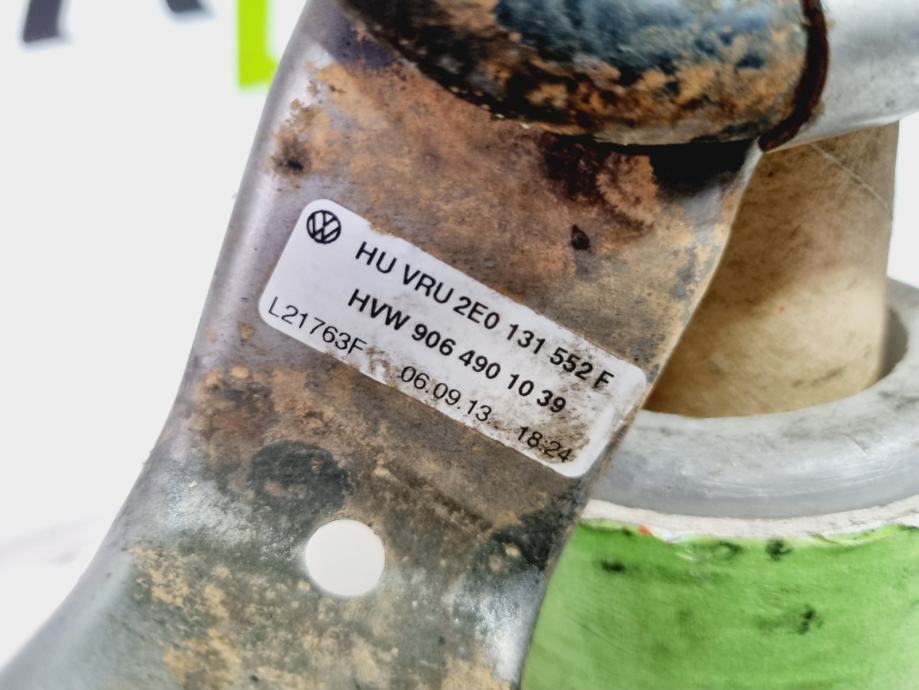 HU VRU 2E0 131 552 F
HVW 906 490 10 39
L21763F 06.09.13 18:24